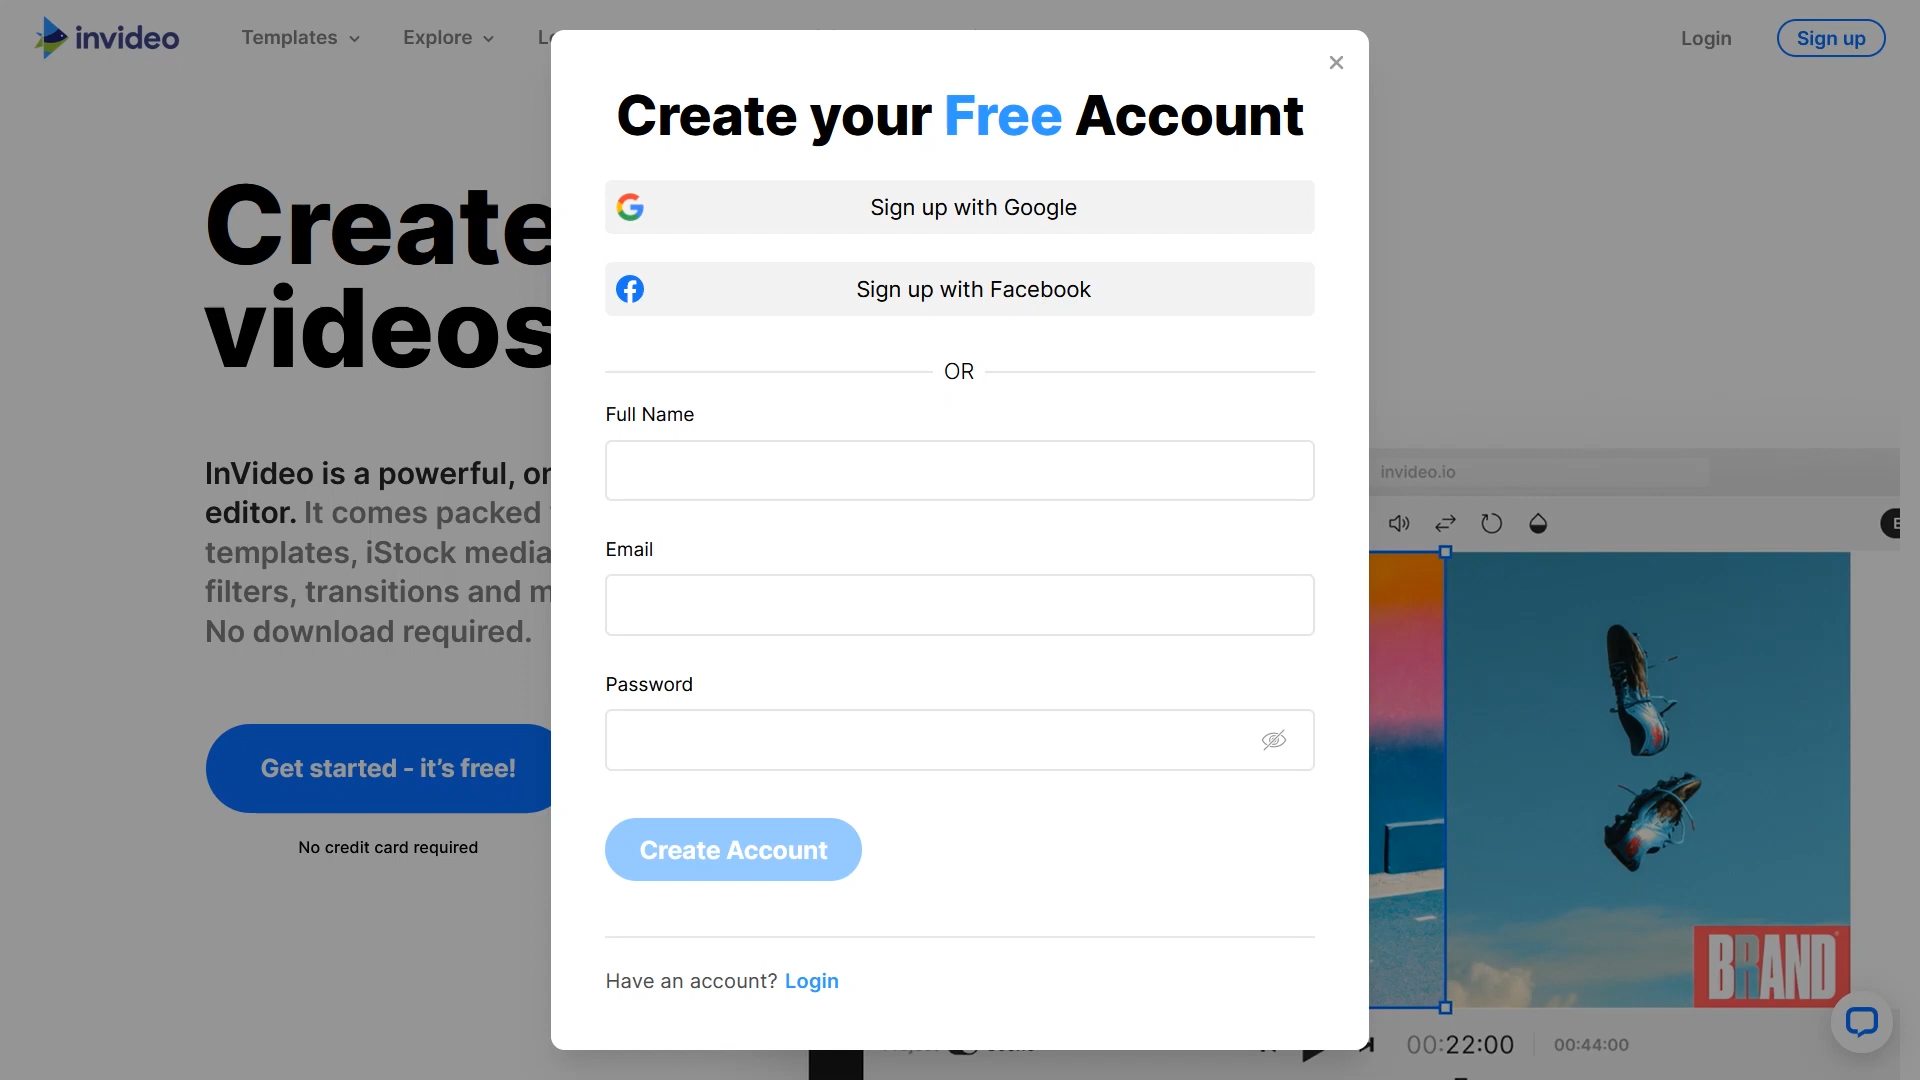 invideo
Templates
Explore
Login
Sign up
Create your Free Account
Sign up with Google
Sign up with Facebook
OR
Full Name
Email
Password
Create Account
Have an account? Login
Create
videos
InVideo is a powerful,
editor. It comes packed
templates, iStock media
filters, transitions and
No download required.
Get started - it’s free!
No credit card required
invideo.io
BRAND
00:22:00
00:44:00